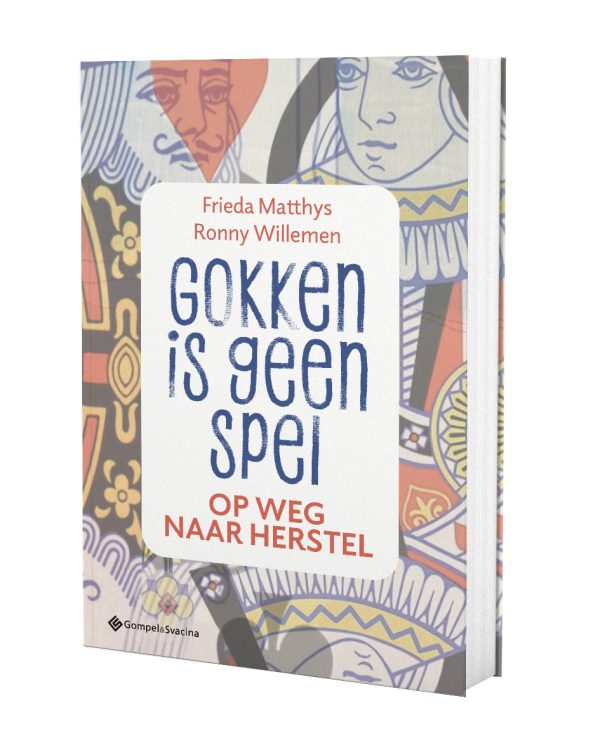 Frieda Matthys
Ronny Willemen
GOKKEN
is geen
spel
OP WEG
NAAR HERSTEL
Gompel&Svacina